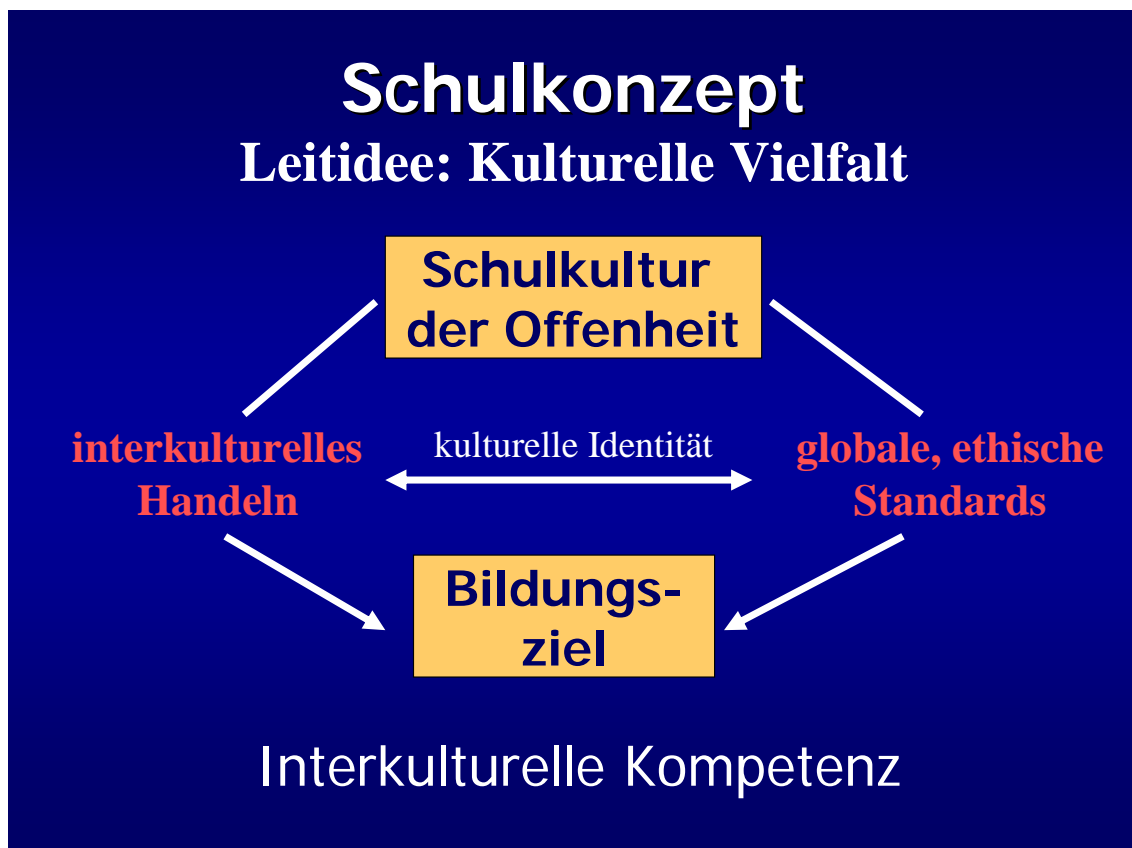 Schulkonzept
Leitidee: Kulturelle Vielfalt
Schulkultur
der Offenheit
interkulturelles
Handeln
kulturelle Identität
globale, ethische
Standards
Bildungs-
ziel
Interkulturelle Kompetenz